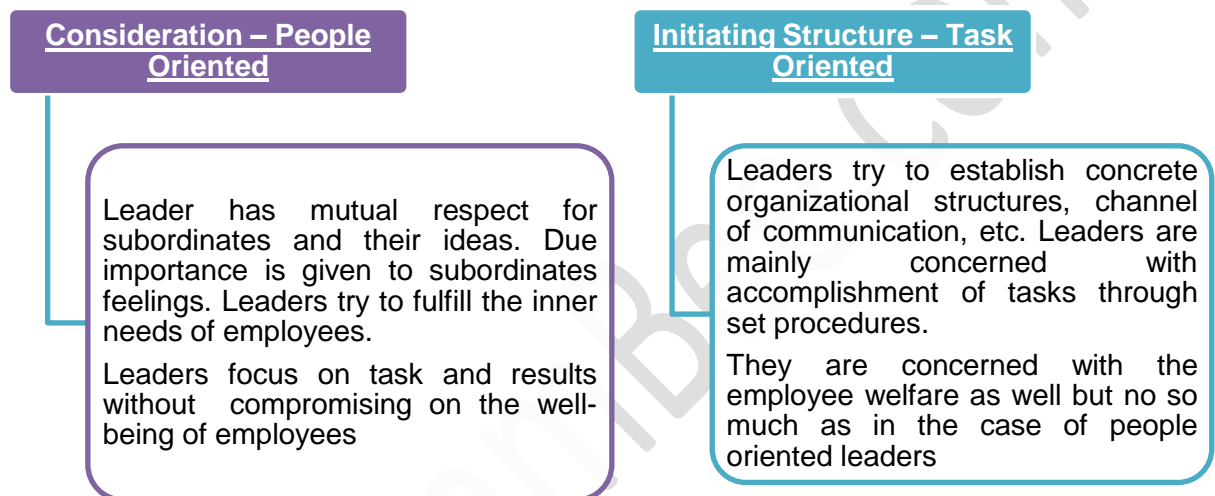 Consideration – People
Oriented
Leader has mutual respect for
subordinates and their ideas. Due
importance is given to subordinates
feelings. Leaders try to fulfill the inner
needs of employees.
Leaders focus on task and results
without compromising on the well-
being of employees
Initiating Structure – Task
Oriented
Leaders try to establish concrete
organizational structures, channel
of communication, etc. Leaders are
mainly concerned with
accomplishment of tasks through
set procedures.
They are concerned with the
employee welfare as well but no so
much as in the case of people
oriented leaders